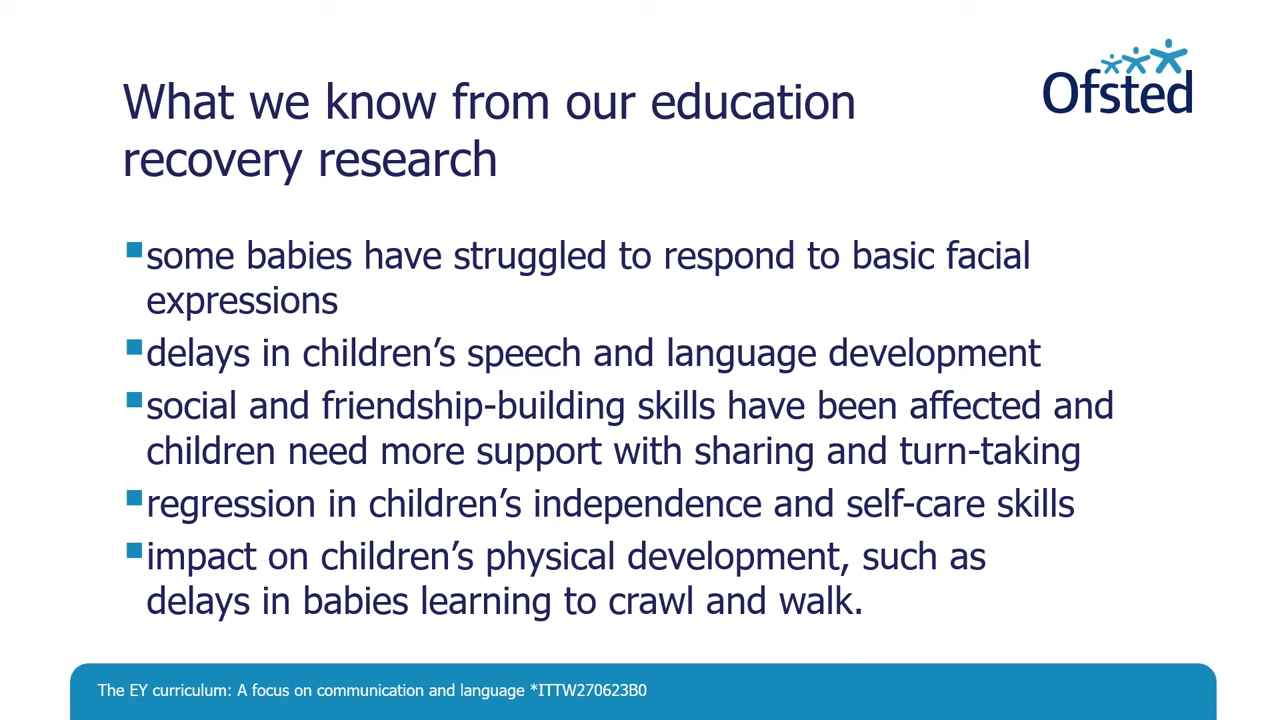 Ofsted
What we know from our education
recovery research
some babies have struggled to respond to basic facial
expressions
delays in children’s speech and language development
social and friendship-building skills have been affected and
children need more support with sharing and turn-taking
regression in children’s independence and self-care skills
impact on children’s physical development, such as
delays in babies learning to crawl and walk.
The EY curriculum: A focus on communication and language *ITTW270623B0